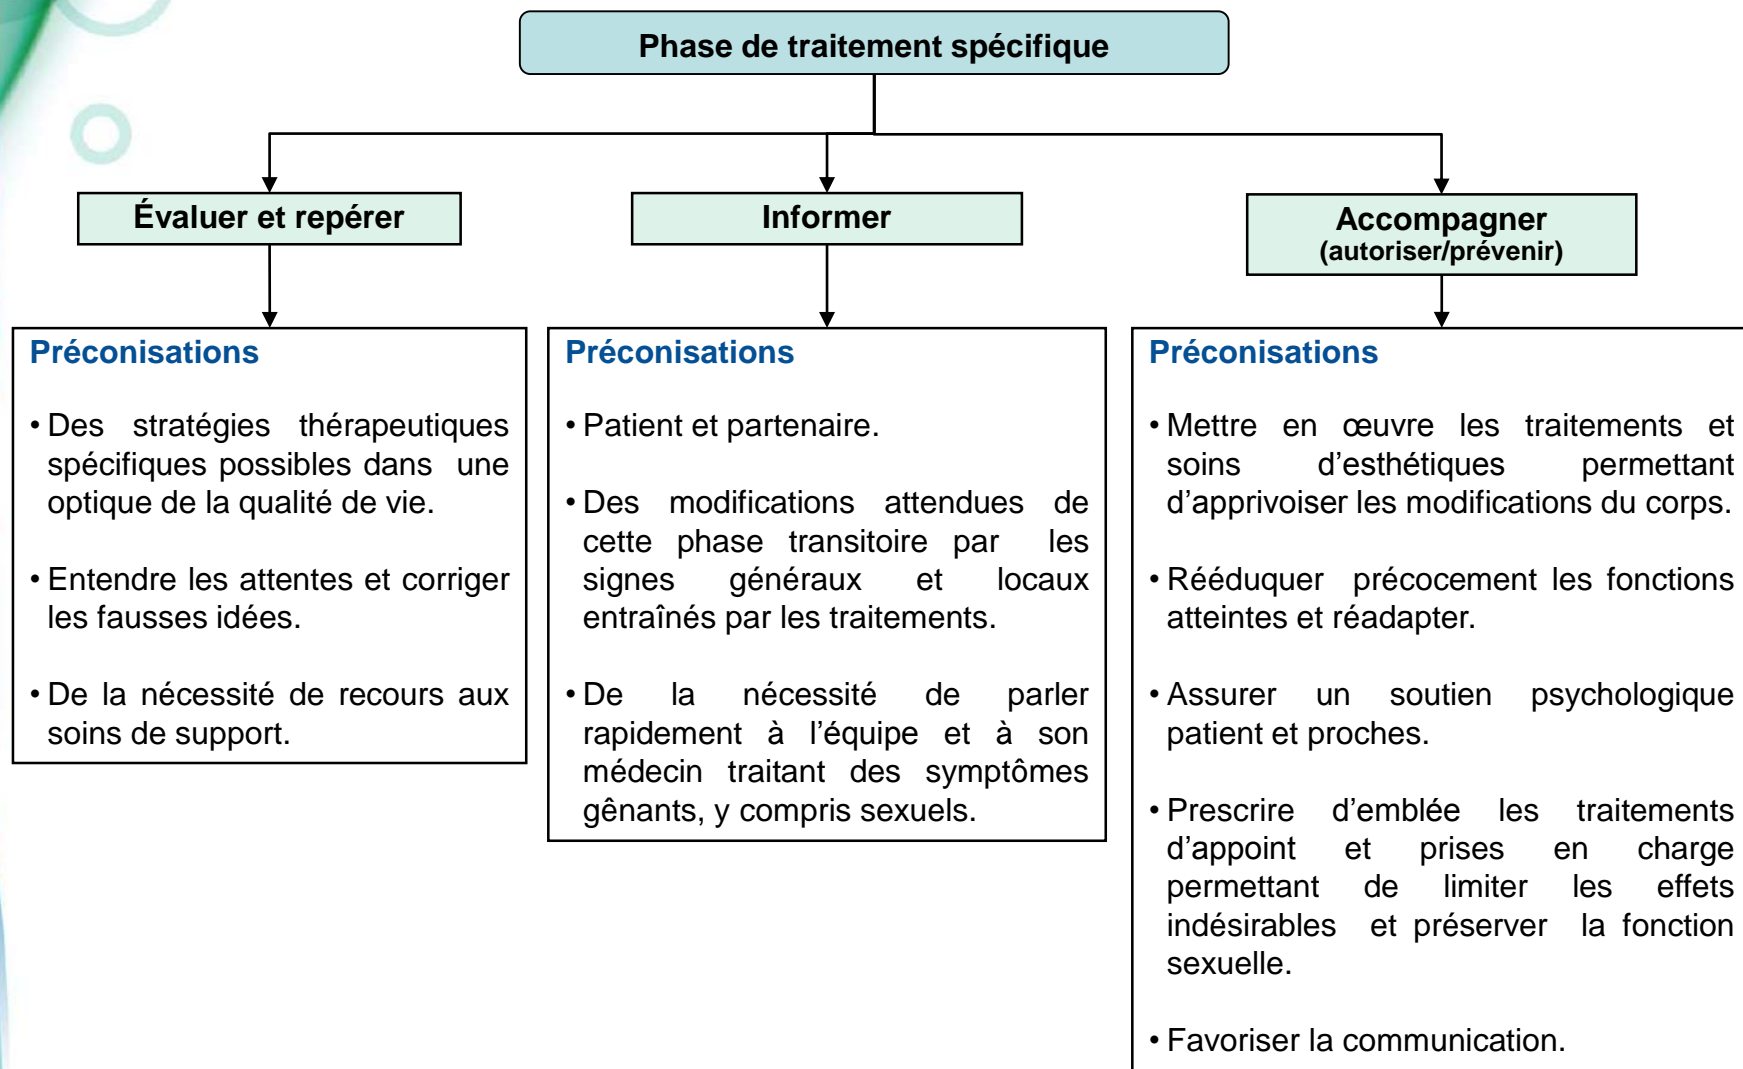 Phase de traitement spécifique
Évaluer et repérer
Préconisations
• Des stratégies thérapeutiques
spécifiques possibles dans une
optique de la qualité de vie.
• Entendre les attentes et corriger
les fausses idées.
• De la nécessité de recours aux
soins de support.
Informer
Préconisations
• Patient et partenaire.
• Des modifications attendues de
cette phase transitoire par les
signes généraux et locaux
entraînés par les traitements.
• De la nécessité de parler
rapidement à l’équipe et à son
médecin traitant des symptômes
gênants, y compris sexuels.
Accompagner
(autoriser/prévenir)
Préconisations
• Mettre en œuvre les traitements et
soins d’esthétiques permettant
d’apprivoiser les modifications du corps.
• Rééduquer précocement les fonctions
atteintes et réadapter.
• Assurer un soutien psychologique
patient et proches.
• Prescrire d’emblée les traitements
d’appoint et prises en charge
permettant de limiter les effets
indésirables et préserver la fonction
sexuelle.
• Favoriser la communication.